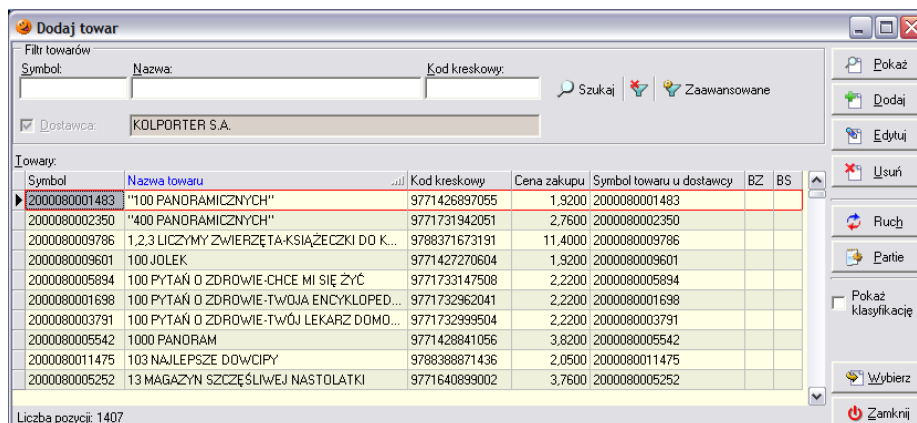 Dodaj towar
Filtr towarów
Symbol: Nazwa: Kod kreskowy:
Szukaj Zaawansowane
Dostawca: KOLPORTER S.A.
Towary:
Symbol Nazwa towaru Kod kreskowy Cena zakupu Symbol towaru u dostawcy BZ BS
2000080001483 "100 PANORAMICZNYCH" 9771426897055 1,9200 2000080001483
2000080002350 "400 PANORAMICZNYCH" 9771731942051 2,7600 2000080002350
2000080009786 1,2,3 LICZYMY ZWIERZĘTA-KSIĄŻECZKI DO K... 9788371673191 11,4000 2000080009786
2000080009601 100 JOLEK 9771427270604 1,9200 2000080009601
2000080005894 100 PYTAŃ O ZDROWIE-CHCE MI SIĘ ŻYĆ 9771733147508 2,2200 2000080005894
2000080001698 100 PYTAŃ O ZDROWIE-TWOJA ENCYKLOPED... 9771732962041 2,2200 2000080001698
2000080003791 100 PYTAŃ O ZDROWIE-TWÓJ LEKARZ DOMO... 9771732999504 2,2200 2000080003791
2000080005542 1000 PANORAM 9771428841056 3,8200 2000080005542
2000080011475 103 NAJLEPSZE DOWCIPY 9788388871436 2,0500 2000080011475
2000080005252 13 MAGAZYN SZCZĘŚLIWEJ NASTOLATKI 9771640899002 3,7600 2000080005252
Liczba pozycji: 1407
Pokaż
Dodaj
Edytuj
Usuń
Ruch
Partie
Pokaż
klasyfikację
Wybierz
Zamknij